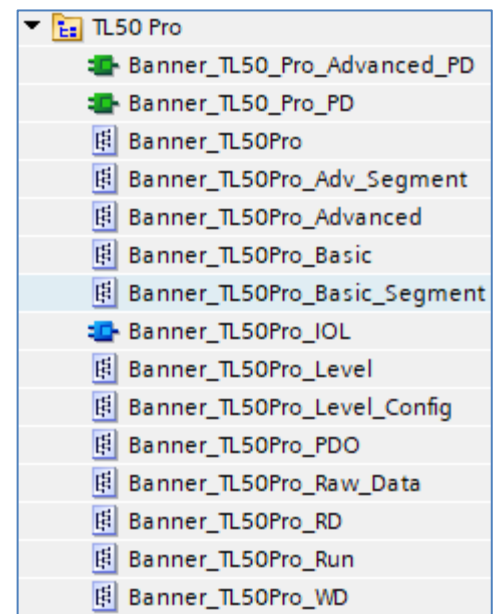 TL50 Pro
Banner_TL50_Pro_Advanced_PD
Banner_TL50_Pro_PD
Banner_TL50Pro
Banner_TL50Pro_Adv_Segment
Banner_TL50Pro_Advanced
Banner_TL50Pro_Basic
Banner_TL50Pro_Basic_Segment
Banner_TL50Pro_IOL
Banner_TL50Pro_Level
Banner_TL50Pro_Level_Config
Banner_TL50Pro_PDO
Banner_TL50Pro_Raw_Data
Banner_TL50Pro_RD
Banner_TL50Pro_Run
Banner_TL50Pro_WD